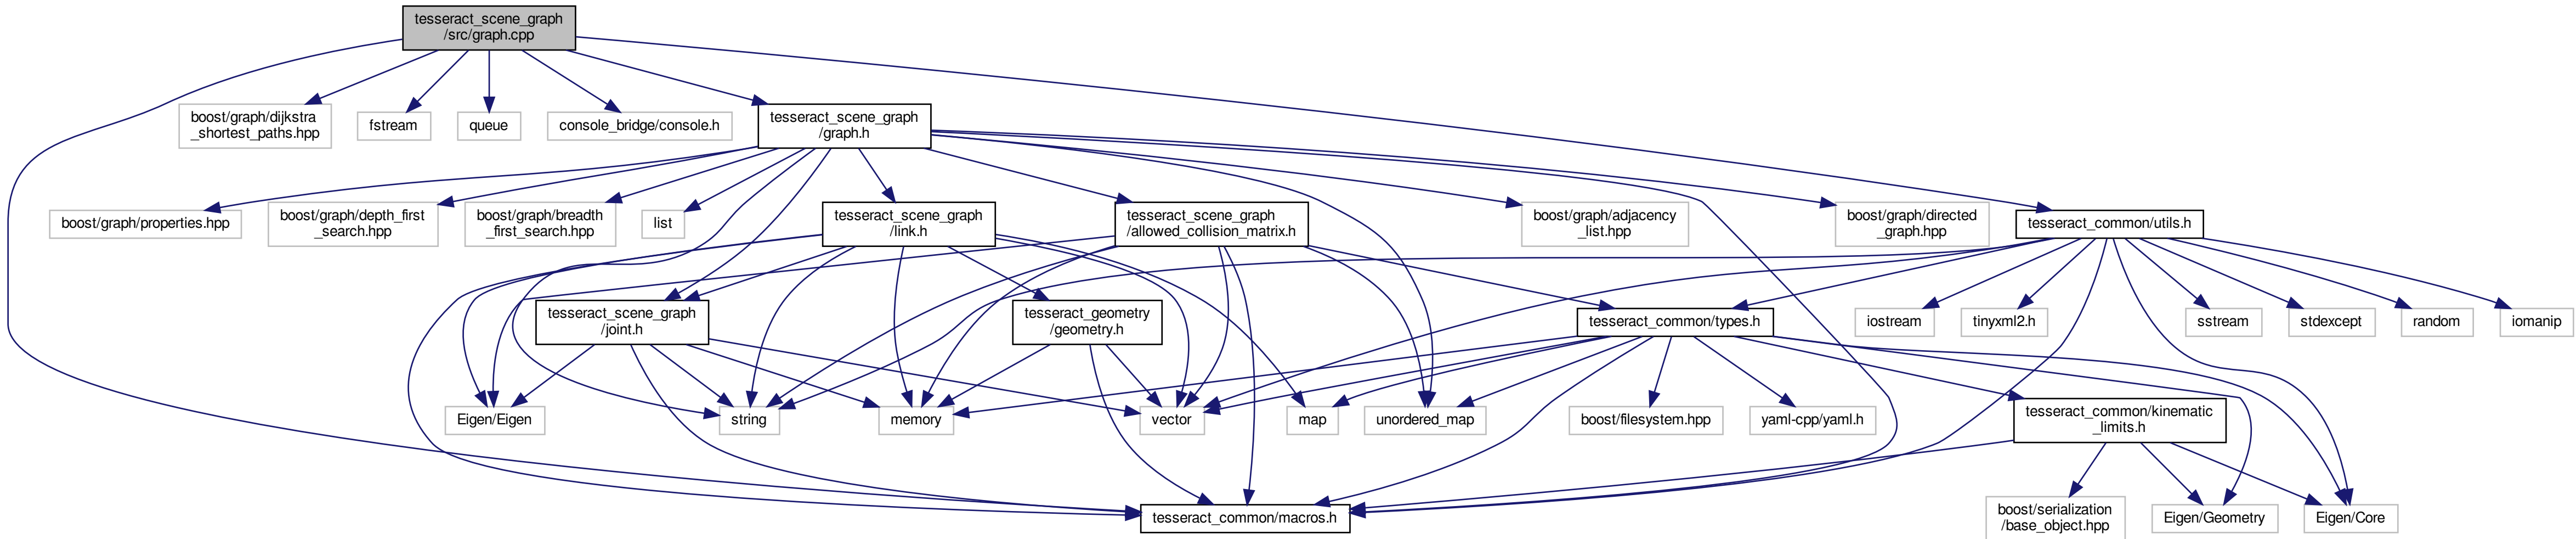 tesseract_scene_graph
/src/graph.cpp
boost/graph/dijkstra
_shortest_paths.hpp
fstream
queue
console_bridge/console.h
tesseract_scene_graph
/graph.h
boost/graph/properties.hpp
boost/graph/depth_first
_search.hpp
boost/graph/breadth
_first_search.hpp
list
tesseract_scene_graph
/link.h
tesseract_scene_graph
/allowed_collision_matrix.h
boost/graph/adjacency
_list.hpp
boost/graph/directed
_graph.hpp
tesseract_common/utils.h
tesseract_scene_graph
/joint.h
tesseract_geometry
/geometry.h
tesseract_common/types.h
iostream
tinyxml2.h
sstream
stdexcept
random
iomanip
Eigen/Eigen
string
memory
vector
map
unordered_map
boost/filesystem.hpp
yaml-cpp/yaml.h
tesseract_common/kinematic
_limits.h
tesseract_common/macros.h
boost/serialization
/base_object.hpp
Eigen/Geometry
Eigen/Core